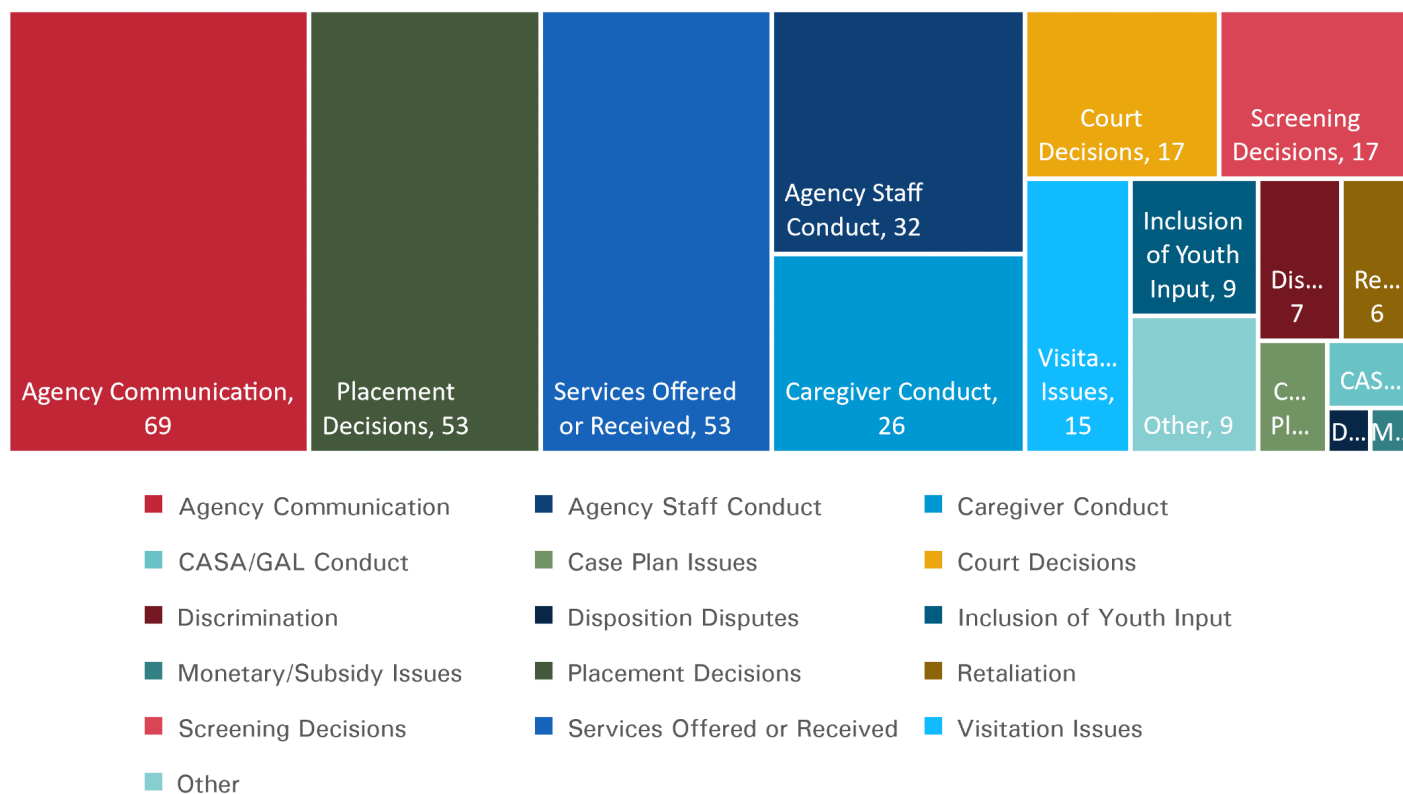 Agency Communication,
69
Placement
Decisions, 53
Services Offered
or Received, 53
Agency Staff
Conduct, 32
Caregiver Conduct,
26
Court
Decisions, 17
Screening
Decisions, 17
Visita...
Issues,
15
Inclusion
of Youth
Input, 9
Other, 9
Dis...
7
Re...
6
C...
Pl...
CAS...
D...
M...
Agency Communication
Agency Staff Conduct
Caregiver Conduct
CASA/GAL Conduct
Case Plan Issues
Court Decisions
Discrimination
Disposition Disputes
Inclusion of Youth Input
Monetary/Subsidy Issues
Placement Decisions
Retaliation
Screening Decisions
Services Offered or Received
Visitation Issues
Other